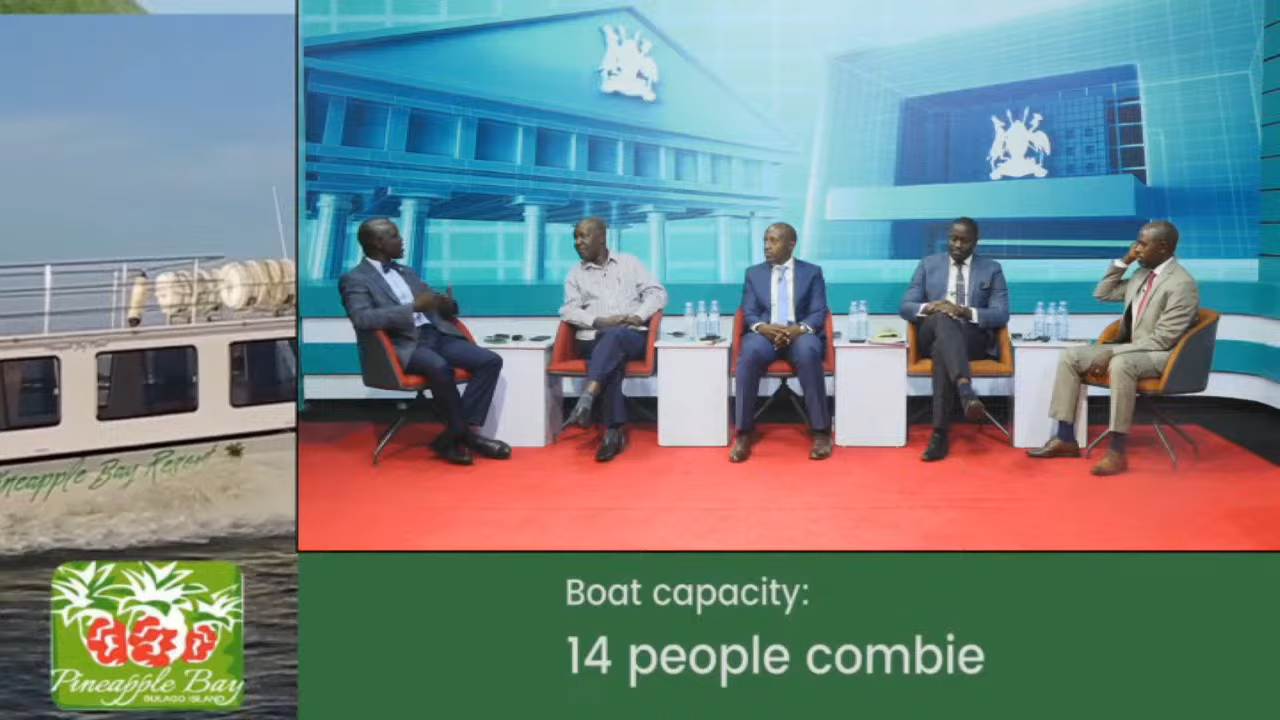 Pineapple Bay Resort
Pineapple Bay
BULAGO ISLAND
Boat capacity:
14 people combie